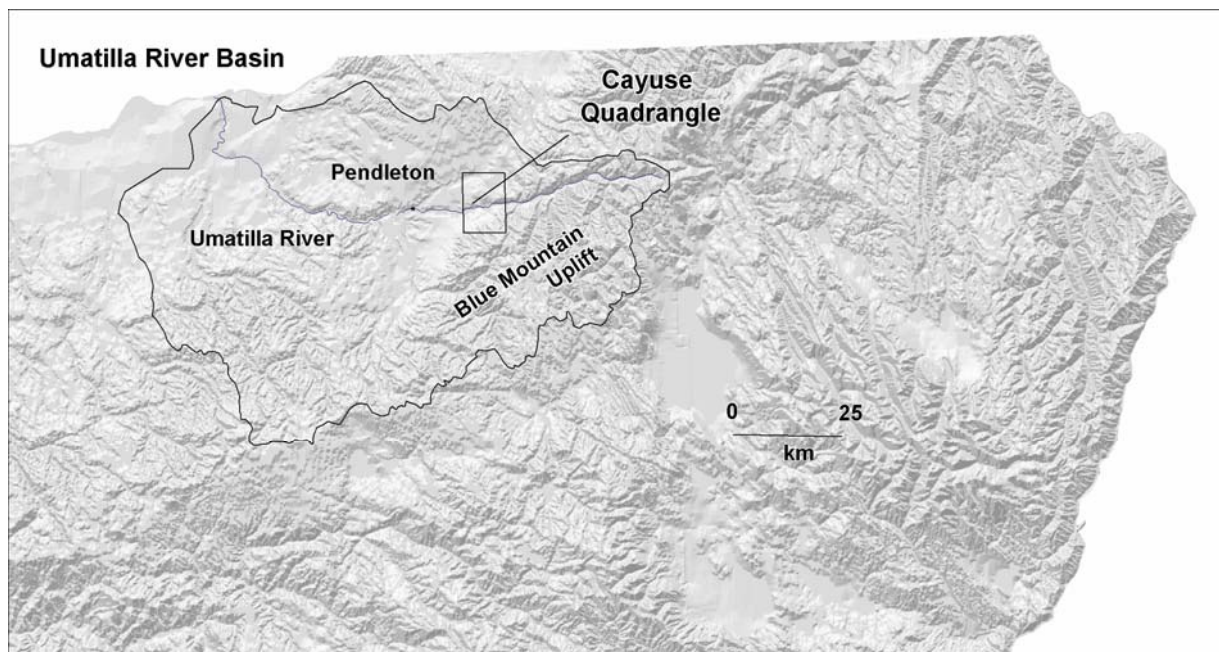 Umatilla River Basin
Cayuse
Quadrangle
Pendleton
Umatilla River
Blue Mountain
Uplift
0 25
km